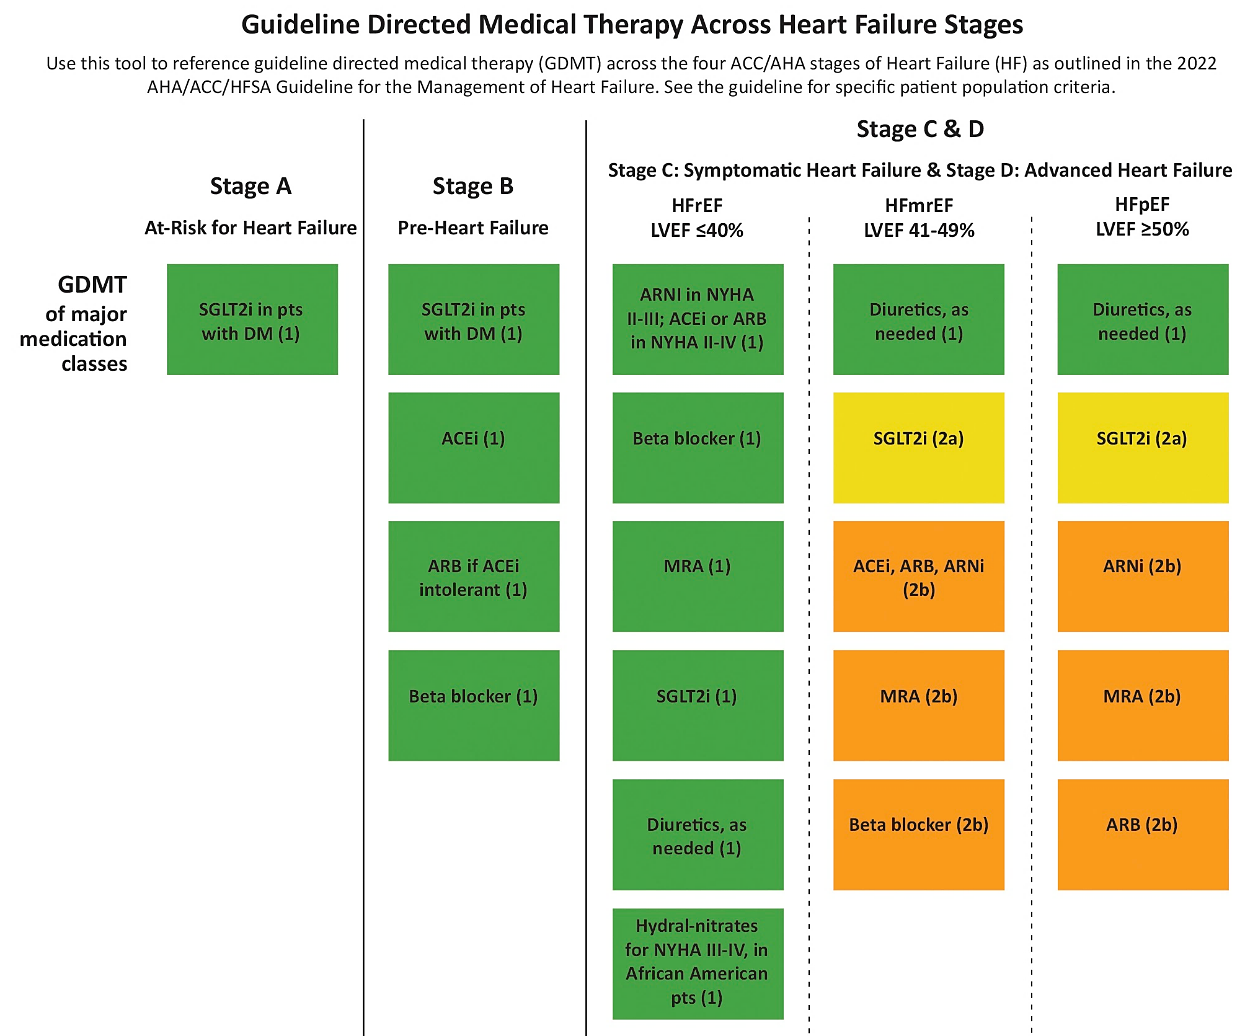 Guideline Directed Medical Therapy Across Heart Failure Stages
Use this tool to reference guideline directed medical therapy (GDMT) across the four ACC/AHA stages of Heart Failure (HF) as outlined in the 2022
AHA/ACC/HFSA Guideline for the Management of Heart Failure. See the guideline for specific patient population criteria.
Stage A
At-Risk for Heart Failure
Stage B
Pre-Heart Failure
Stage C & D
Stage C: Symptomatic Heart Failure & Stage D: Advanced Heart Failure
HFrEF
LVEF ≤40%
HFmrEF
LVEF 41-49%
HFpEF
LVEF ≥50%
GDMT
of major
medication
classes
SGLT2i in pts
with DM (1)
SGLT2i in pts
with DM (1)
ACEi (1)
ARB if ACEi
intolerant (1)
Beta blocker (1)
ARNI in NYHA
II-III; ACEi or ARB
in NYHA II-IV (1)
Beta blocker (1)
MRA (1)
SGLT2i (1)
Diuretics, as
needed (1)
Hydral-nitrates
for NYHA III-IV, in
African American
pts (1)
Diuretics, as
needed (1)
SGLT2i (2a)
ACEi, ARB, ARNi
(2b)
MRA (2b)
Beta blocker (2b)
Diuretics, as
needed (1)
SGLT2i (2a)
ARNi (2b)
MRA (2b)
ARB (2b)